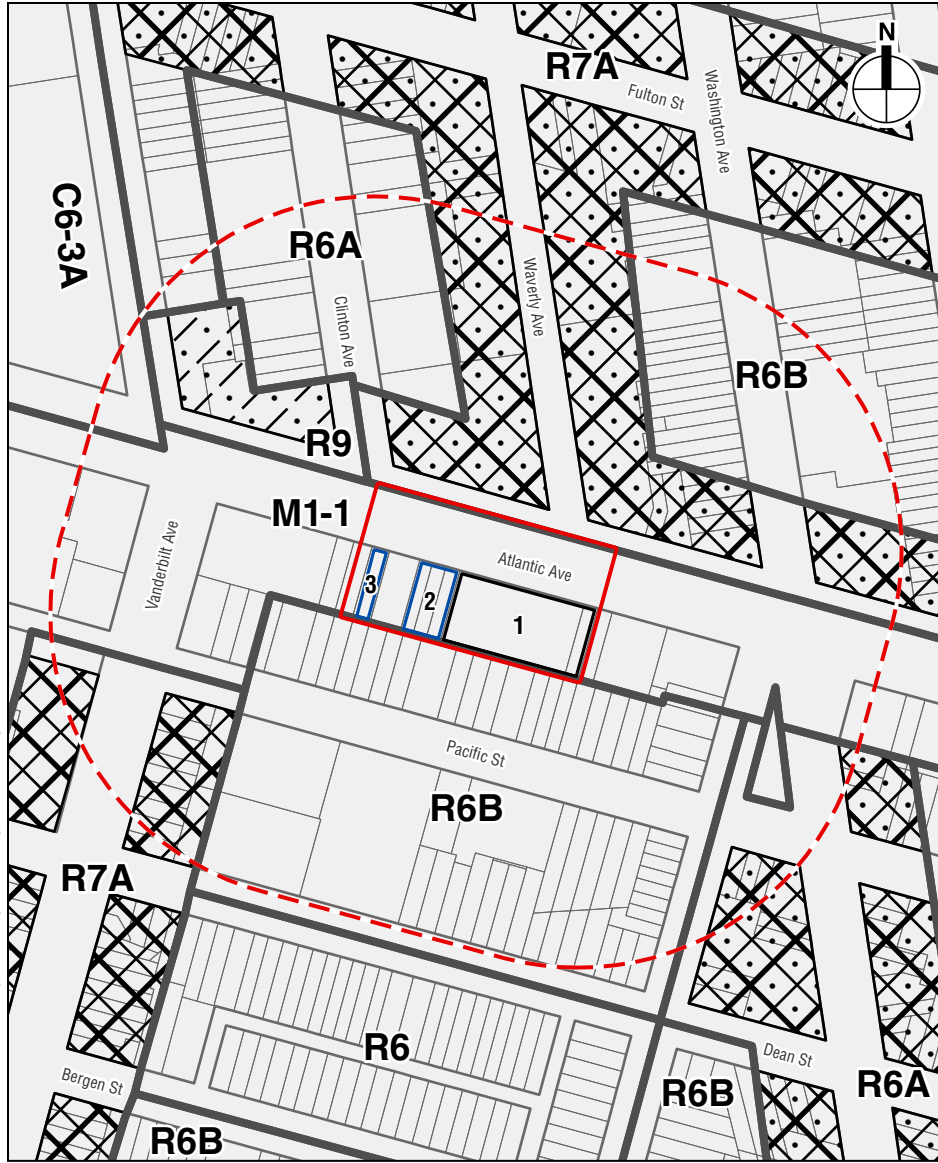 N
R7A
Fulton St
Washington Ave
C6-3A
R6A
Clinton Ave
Waverly Ave
R6B
R9
M1-1
Vanderbilt Ave
Atlantic Ave
3
2
1
Pacific St
R6B
R7A
R6
Dean St
Bergen St
R6B
R6A
R6B